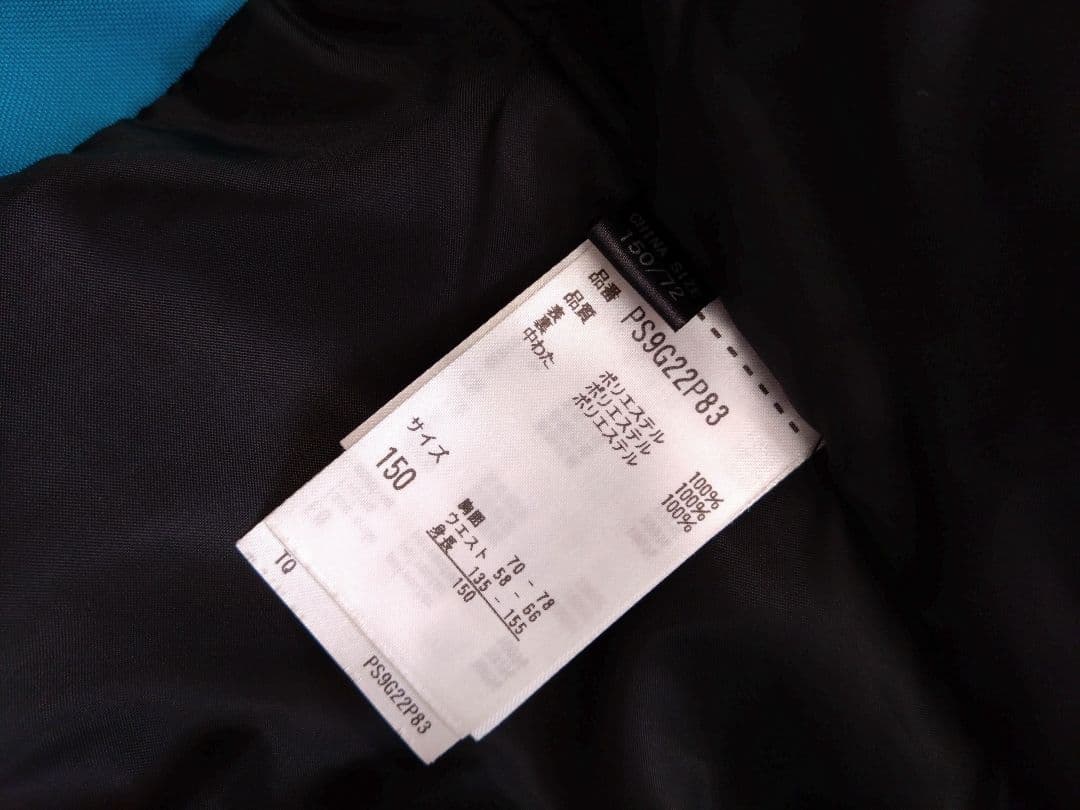 CHINA SIZE
150/72
品番 PS9G22P83
品質
表 ポリエステル 100%
裏 ポリエステル 100%
中わた ポリエステル 100%
サイズ
150
胸囲 70 - 78
ウエスト 58 - 66
身長 135 - 155
150
TQ
PS9G22P83